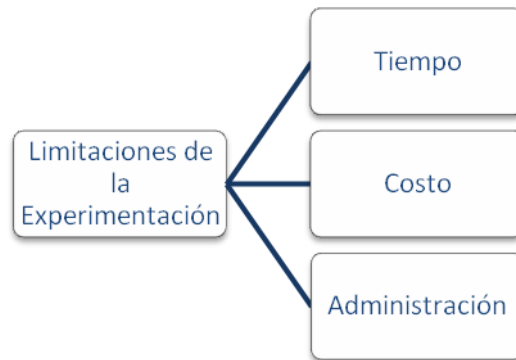 Limitaciones de
la
Experimentación
Tiempo
Costo
Administración